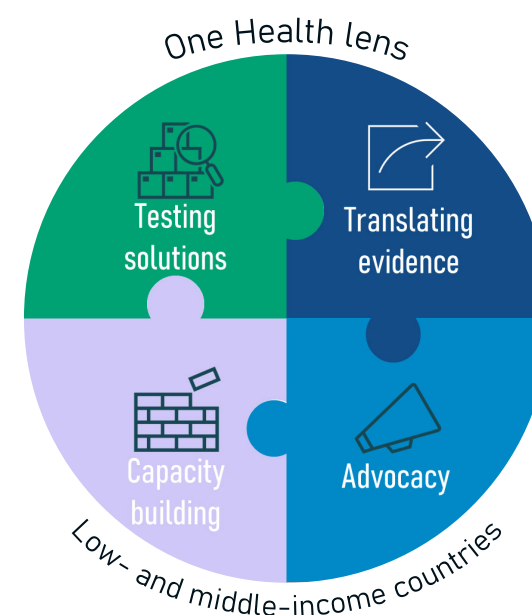 One Health lens
Testing
solutions
Translating
evidence
Capacity
building
Advocacy
Low- and middle-income countries